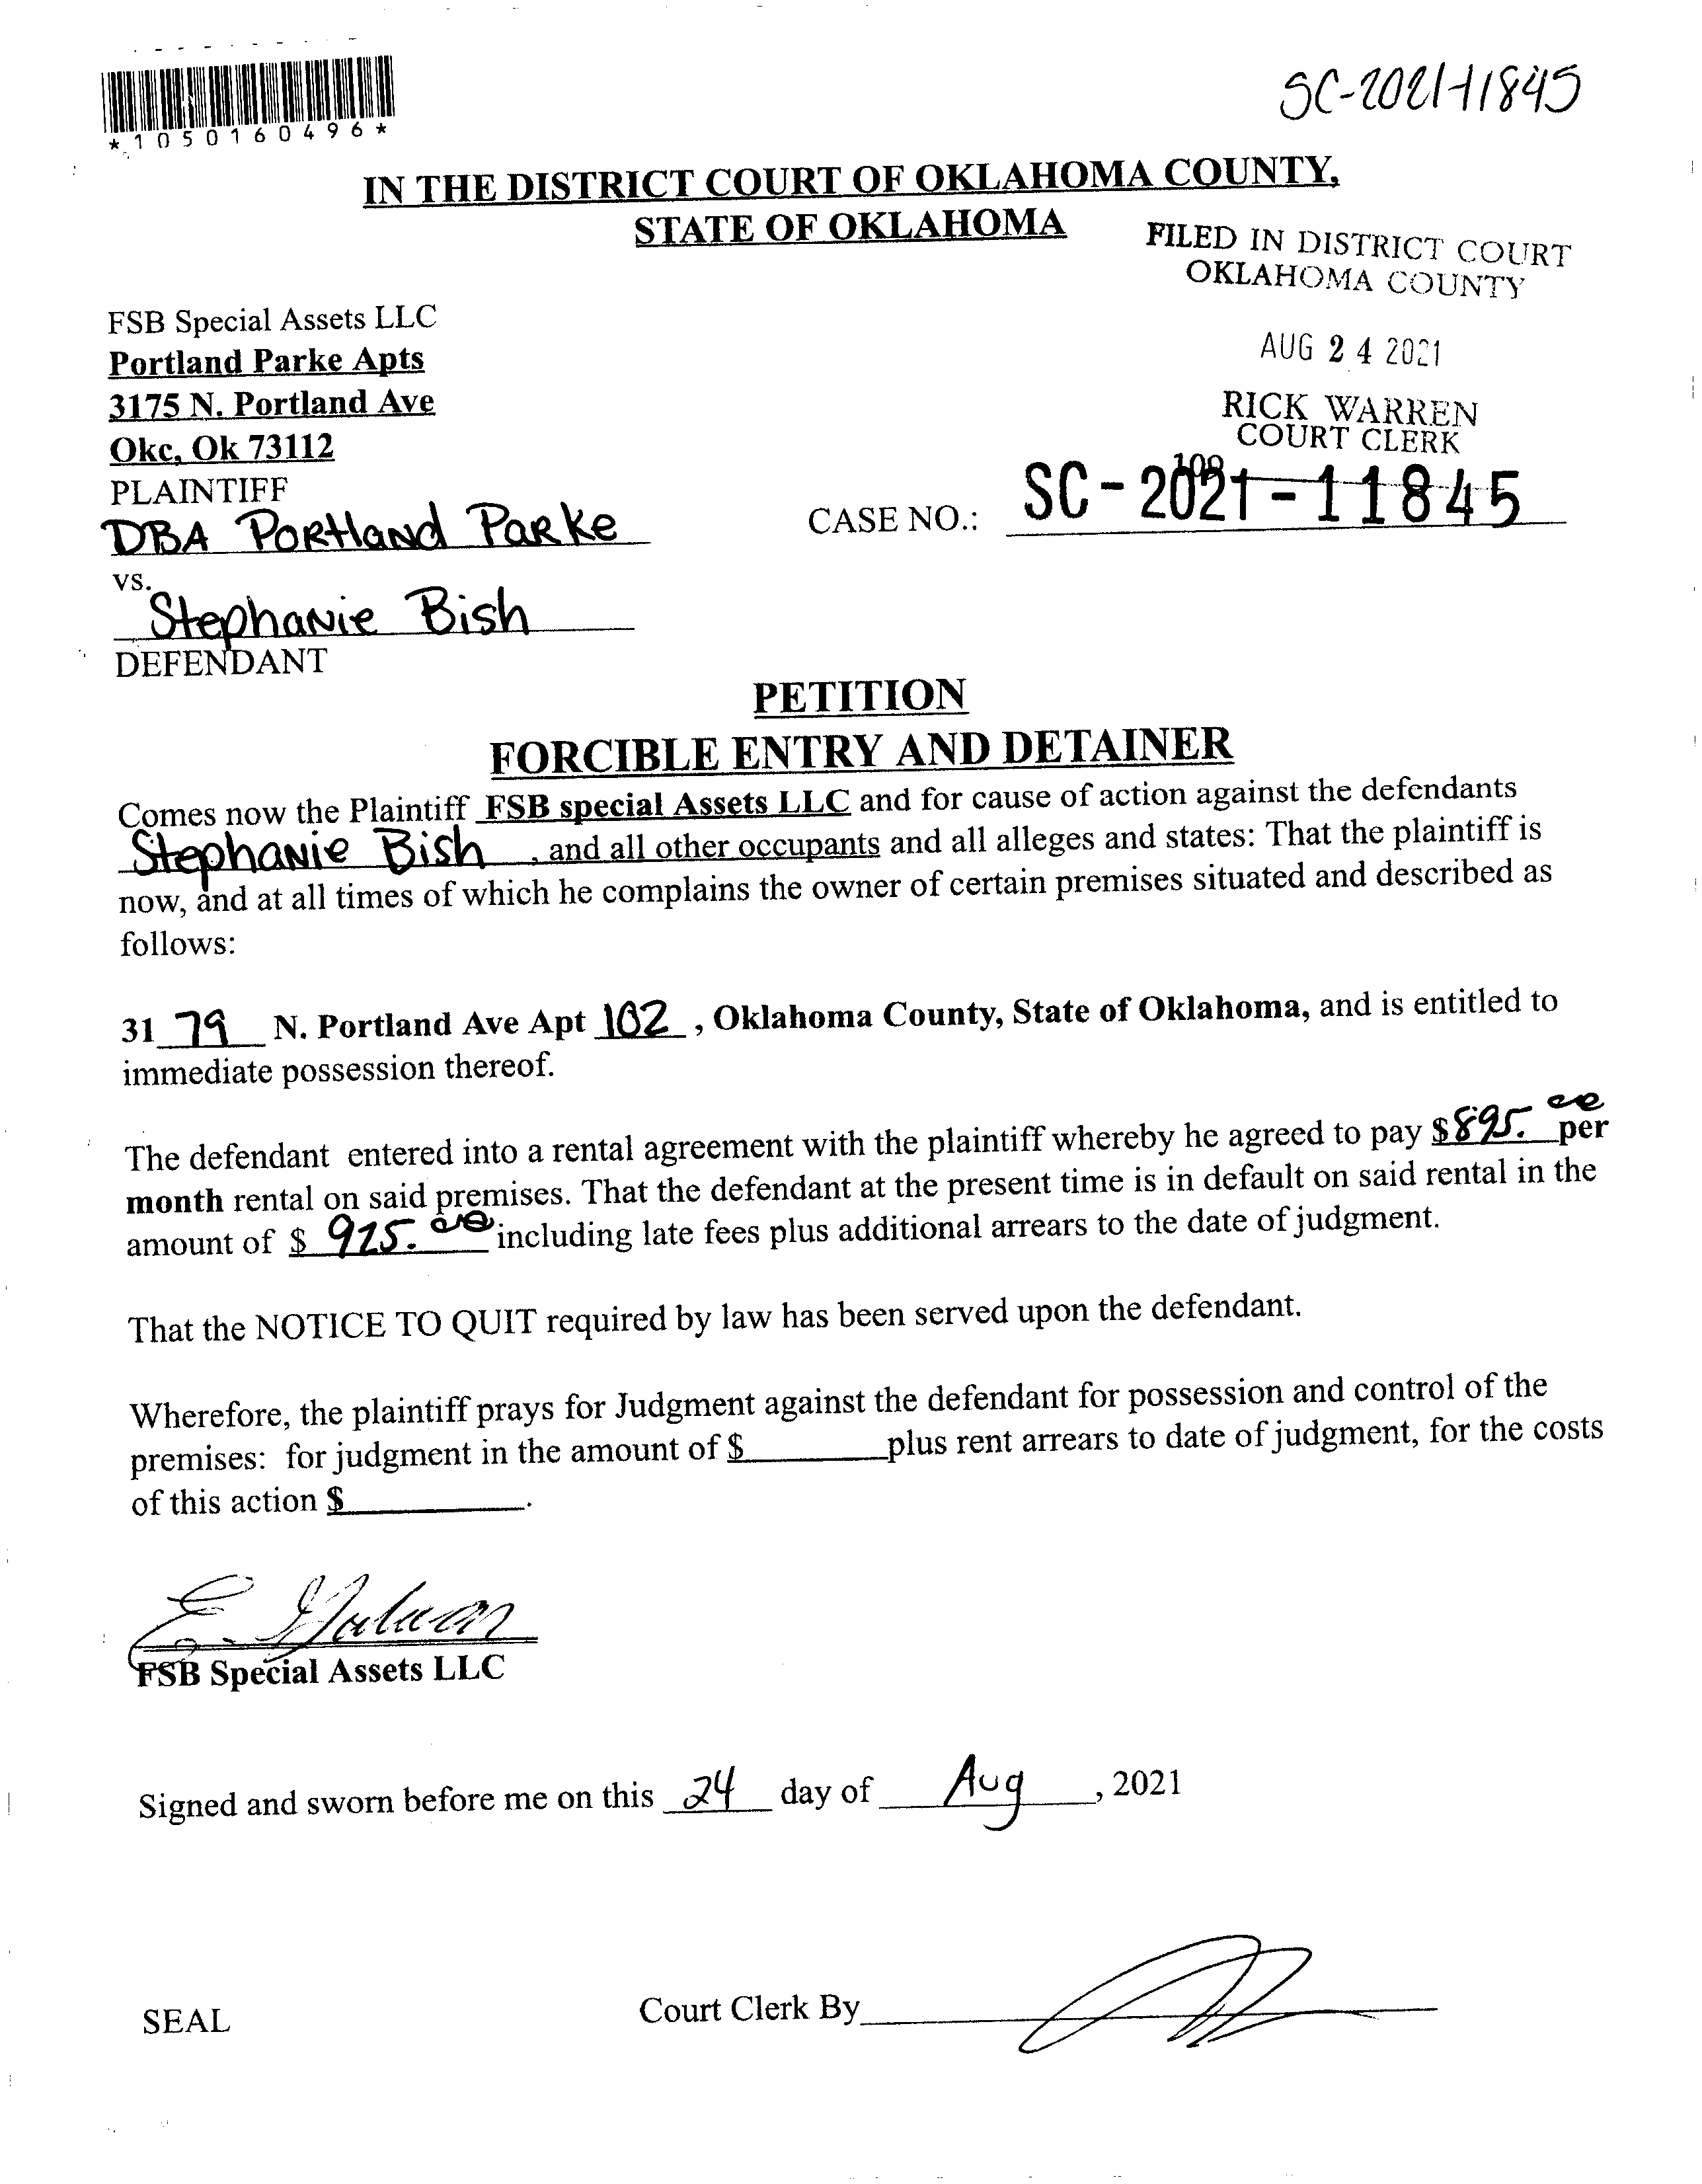 SC-2021-11845
*1050160496*
IN THE DISTRICT COURT OF OKLAHOMA COUNTY,
STATE OF OKLAHOMA
FILED IN DISTRICT COURT
OKLAHOMA COUNTY
FSB Special Assets LLC
Portland Parke Apts
3175 N. Portland Ave
Okc, Ok 73112
PLAINTIFF
DBA Portland Parke
AUG 24 2021
RICK WARREN
COURT CLERK
109
CASE NO.: SC-2021-11845
vs.
Stephanie Bish
DEFENDANT
PETITION
FORCIBLE ENTRY AND DETAINER
Comes now the Plaintiff FSB special Assets LLC and for cause of action against the defendants
Stephanie Bish, and all other occupants and all alleges and states: That the plaintiff is
now, and at all times of which he complains the owner of certain premises situated and described as
follows:
31 79 N. Portland Ave Apt 102, Oklahoma County, State of Oklahoma, and is entitled to
immediate possession thereof.
The defendant entered into a rental agreement with the plaintiff whereby he agreed to pay $895.00 per
month rental on said premises. That the defendant at the present time is in default on said rental in the
amount of $ 925.00 including late fees plus additional arrears to the date of judgment.
That the NOTICE TO QUIT required by law has been served upon the defendant.
Wherefore, the plaintiff prays for Judgment against the defendant for possession and control of the
premises: for judgment in the amount of $________plus rent arrears to date of judgment, for the costs
of this action $__________.
FSB Special Assets LLC
Signed and sworn before me on this 24 day of Aug, 2021
SEAL
Court Clerk By